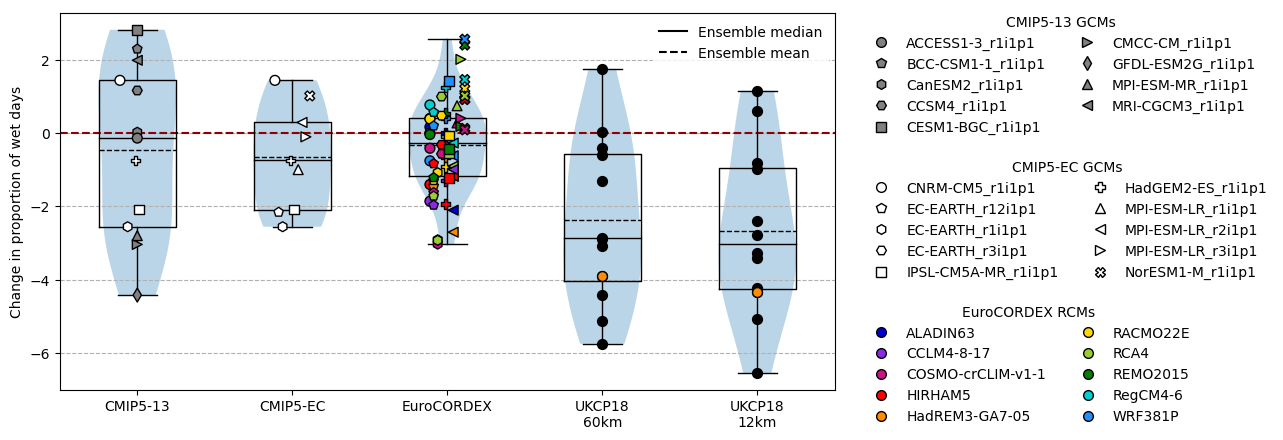 Change in proportion of wet days
2
0
−2
−4
−6
Ensemble median
Ensemble mean
CMIP5-13
CMIP5-EC
EuroCORDEX
UKCP18
60km
UKCP18
12km
CMIP5-13 GCMs
ACCESS1-3_r1i1p1
BCC-CSM1-1_r1i1p1
CanESM2_r1i1p1
CCSM4_r1i1p1
CESM1-BGC_r1i1p1
CMCC-CM_r1i1p1
GFDL-ESM2G_r1i1p1
MPI-ESM-MR_r1i1p1
MRI-CGCM3_r1i1p1
CMIP5-EC GCMs
CNRM-CM5_r1i1p1
EC-EARTH_r12i1p1
EC-EARTH_r1i1p1
EC-EARTH_r3i1p1
IPSL-CM5A-MR_r1i1p1
HadGEM2-ES_r1i1p1
MPI-ESM-LR_r1i1p1
MPI-ESM-LR_r2i1p1
MPI-ESM-LR_r3i1p1
NorESM1-M_r1i1p1
EuroCORDEX RCMs
ALADIN63
CCLM4-8-17
COSMO-crCLIM-v1-1
HIRHAM5
HadREM3-GA7-05
RACMO22E
RCA4
REMO2015
RegCM4-6
WRF381P